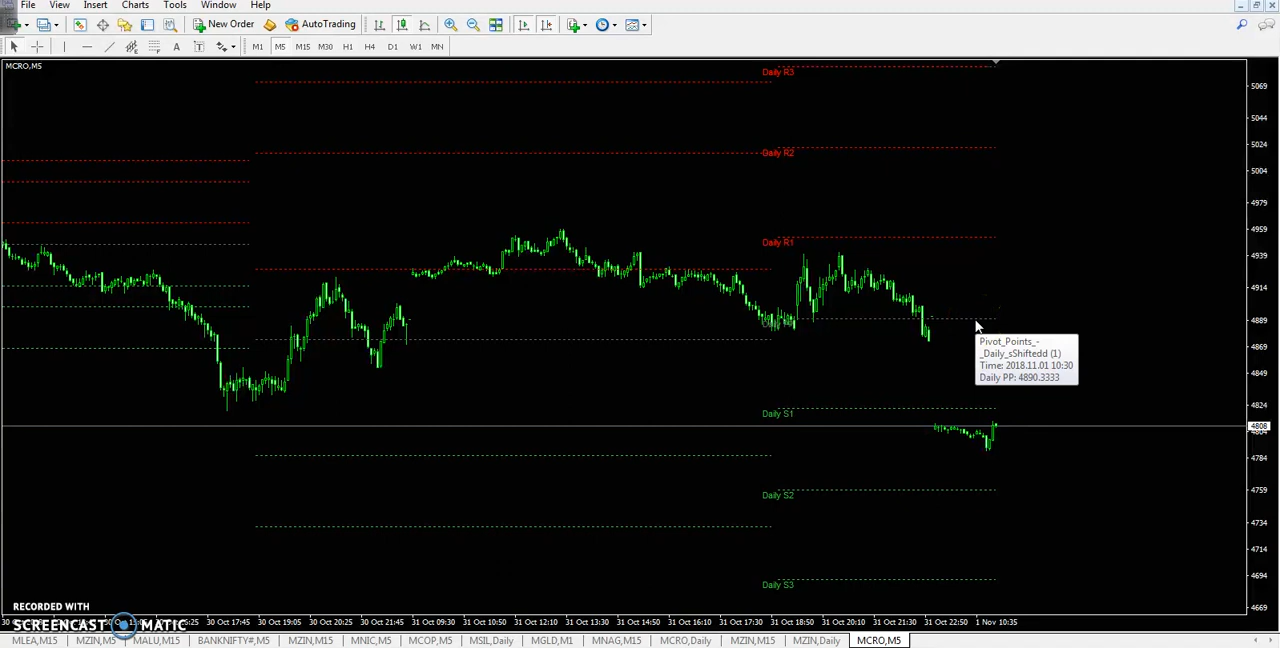 File View Insert Charts Tools Window Help
New Order AutoTrading
A T M1 M5 M15 M30 H1 H4 D1 W1 MN
MCRO,M5
Daily R3
5069
5044
5024
Daily R2
5004
4979
4959
Daily R1
4939
4914
4889
Pivot_Points_-
_Daily_sShiftedd (1)
Time: 2018.11.01 10:30
Daily PP: 4890.3333
4869
4849
4824
Daily S1
4808
4784
4759
Daily S2
4734
4714
4694
Daily S3
4669
RECORDED WITH
SCREENCAST MATIC
30 Oct 17:45 30 Oct 19:05 30 Oct 20:25 30 Oct 21:45 31 Oct 09:30 31 Oct 10:50 31 Oct 12:10 31 Oct 13:30 31 Oct 14:50 31 Oct 16:10 31 Oct 17:30 31 Oct 18:50 31 Oct 20:10 31 Oct 21:30 31 Oct 22:50 1 Nov 10:35
MLEA,M15 MZIN,M5 MALU,M15 BANKNIFTY#,M5 MZIN,M15 MNIC,M5 MCOP,M5 MSIL,Daily MGLD,M1 MNAG,M15 MCRO,Daily MZIN,M15 MZIN,Daily MCRO,M5